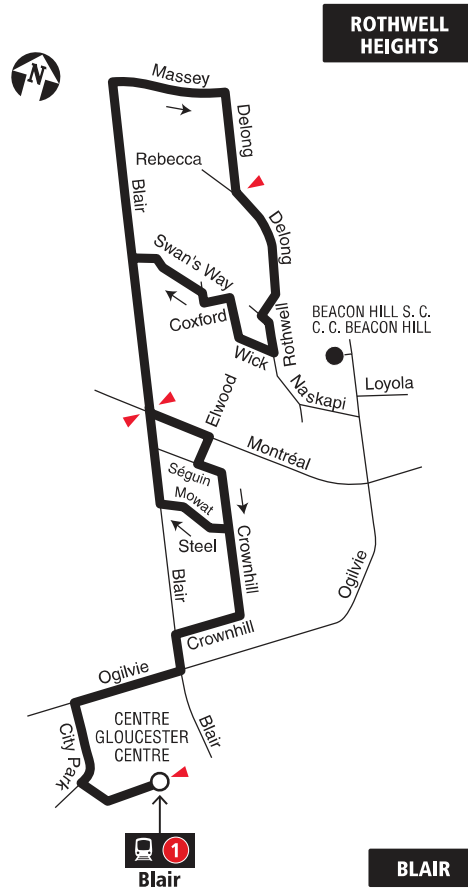 ROTHWELL
HEIGHTS
N
Massey
Delong
Rebecca
Blair
Delong
Swan's Way
Coxford
Rothwell
BEACON HILL S. C.
C. C. BEACON HILL
Wick
Elwood
Naskapi
Loyola
Montréal
Séguin
Mowat
Steel
Crownhill
Blair
Ogilvie
Crownhill
Ogilvie
City Park
CENTRE
GLOUCESTER
CENTRE
Blair
1
Blair
BLAIR